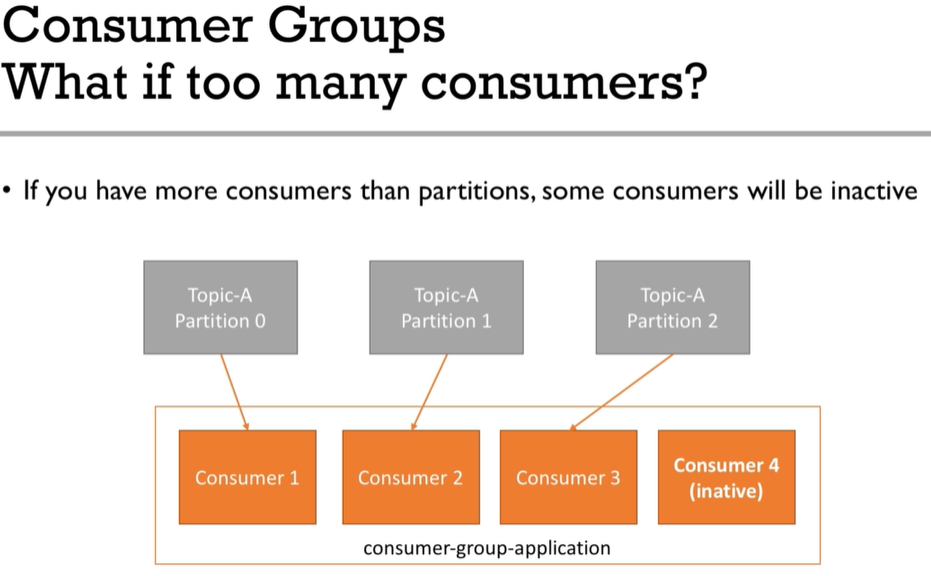 Consumer Groups
What if too many consumers?
• If you have more consumers than partitions, some consumers will be inactive
Topic-A
Partition 0
Topic-A
Partition 1
Topic-A
Partition 2
Consumer 1
Consumer 2
Consumer 3
Consumer 4
(inative)
consumer-group-application